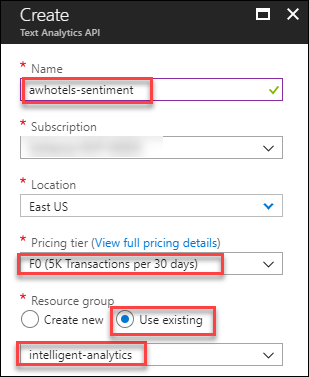 Create
Text Analytics API
* Name
awhotels-sentiment
* Subscription
* Location
East US
* Pricing tier (View full pricing details)
F0 (5K Transactions per 30 days)
* Resource group
Create new
Use existing
intelligent-analytics